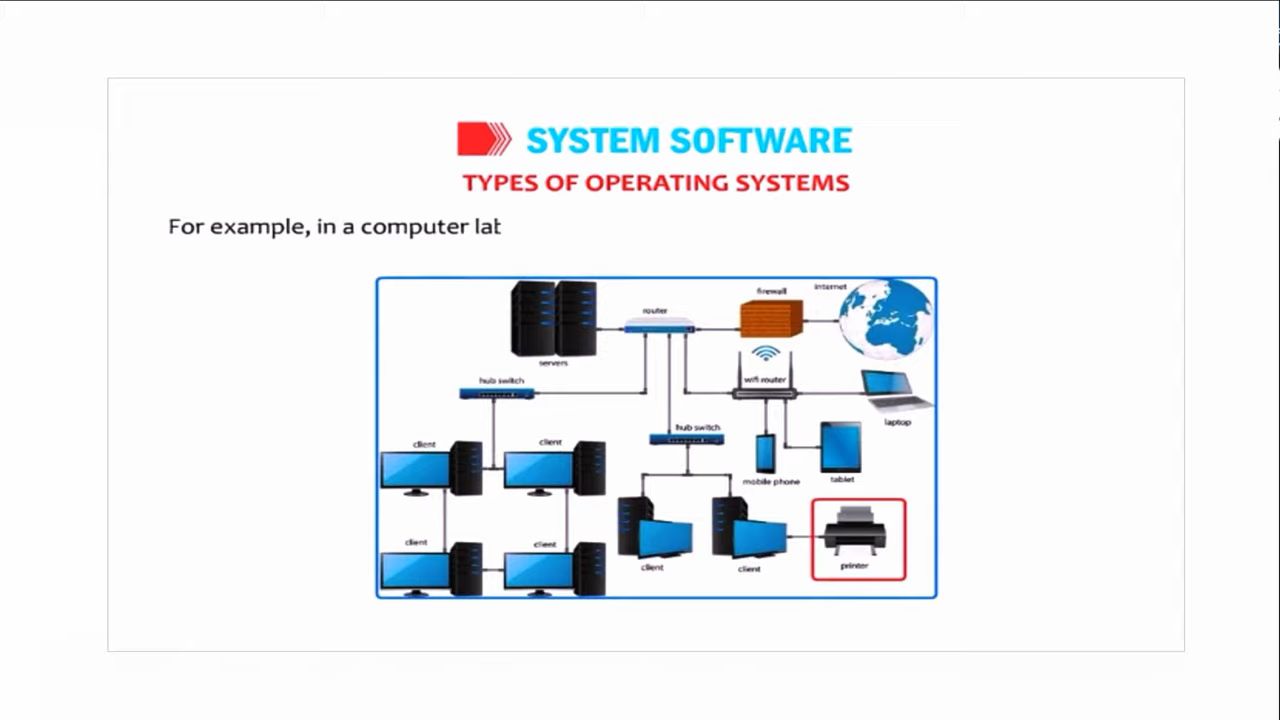 SYSTEM SOFTWARE
TYPES OF OPERATING SYSTEMS
For example, in a computer
servers
router
firewall
internet
hub switch
wifi router
laptop
client
client
hub switch
mobile phone
tablet
client
client
client
client
printer